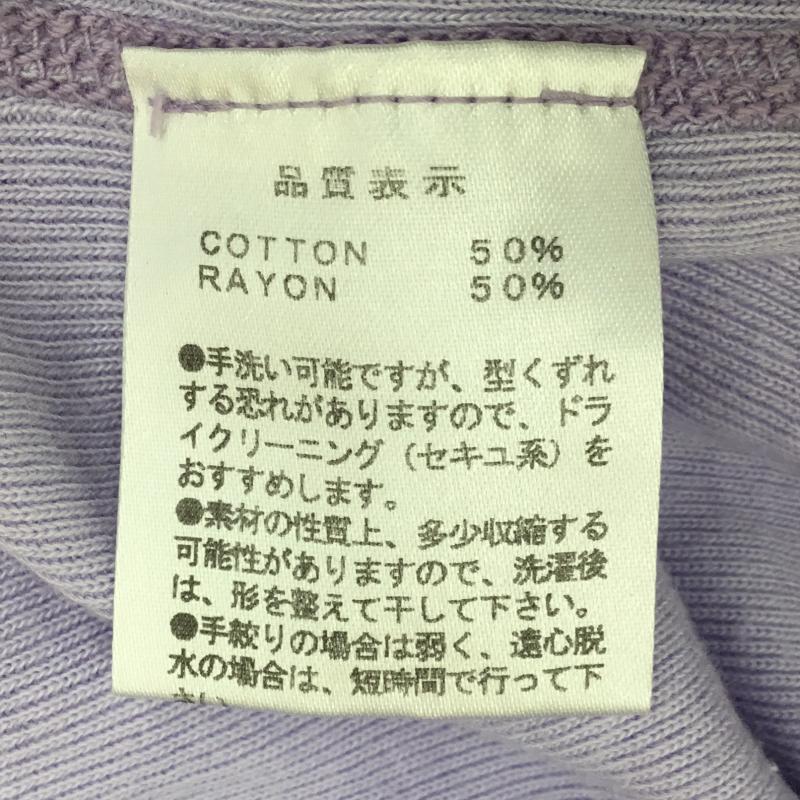 品質表示
COTTON 50%
RAYON 50%
●手洗い可能ですが、型くずれ
する恐れがありますので、ドラ
イクリーニング(セキユ系)を
おすすめします。
●素材の性質上、多少収縮する
可能性がありますので、洗濯後
は、形を整えて干して下さい。
●手絞りの場合は弱く、遠心脱
水の場合は、短時間で行って下
さい